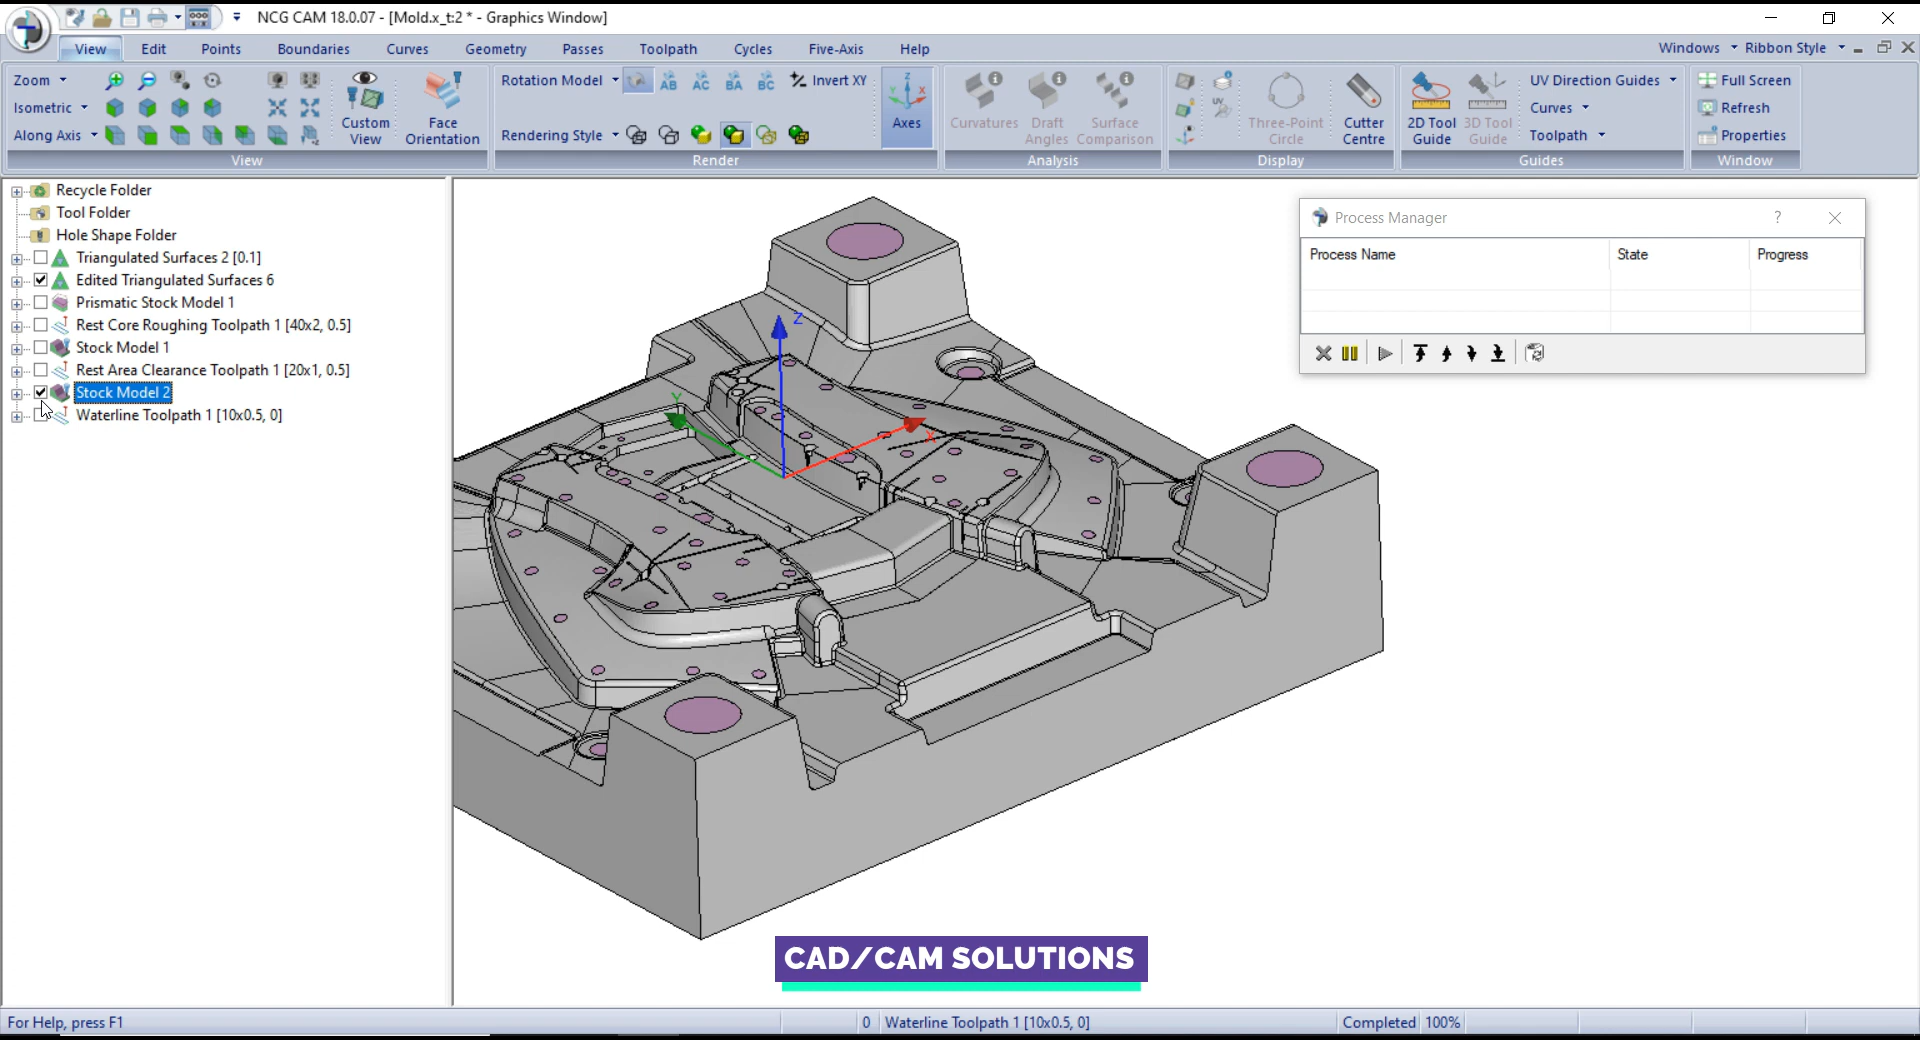 NCG CAM 18.0.07 - [Mold.x_t:2 * - Graphics Window]
View Edit Points Boundaries Curves Geometry Passes Toolpath Cycles Five-Axis Help Windows Ribbon Style
Zoom
Isometric
Along Axis
Custom View
Face Orientation
View
Rotation Model AB AC BA BC Invert XY
Rendering Style
Axes
Render
Curvatures
Draft Angles
Surface Comparison
Analysis
UV
Three-Point Circle
Cutter Centre
Display
2D Tool Guide
3D Tool Guide
UV Direction Guides
Curves
Toolpath
Guides
Full Screen
Refresh
Properties
Window
Recycle Folder
Tool Folder
Hole Shape Folder
Triangulated Surfaces 2 [0.1]
Edited Triangulated Surfaces 6
Prismatic Stock Model 1
Rest Core Roughing Toolpath 1 [40x2, 0.5]
Stock Model 1
Rest Area Clearance Toolpath 1 [20x1, 0.5]
Stock Model 2
Waterline Toolpath 1 [10x0.5, 0]
Z
Y
X
Process Manager ?
Process Name State Progress
CAD/CAM SOLUTIONS
For Help, press F1 0 Waterline Toolpath 1 [10x0.5, 0] Completed 100%